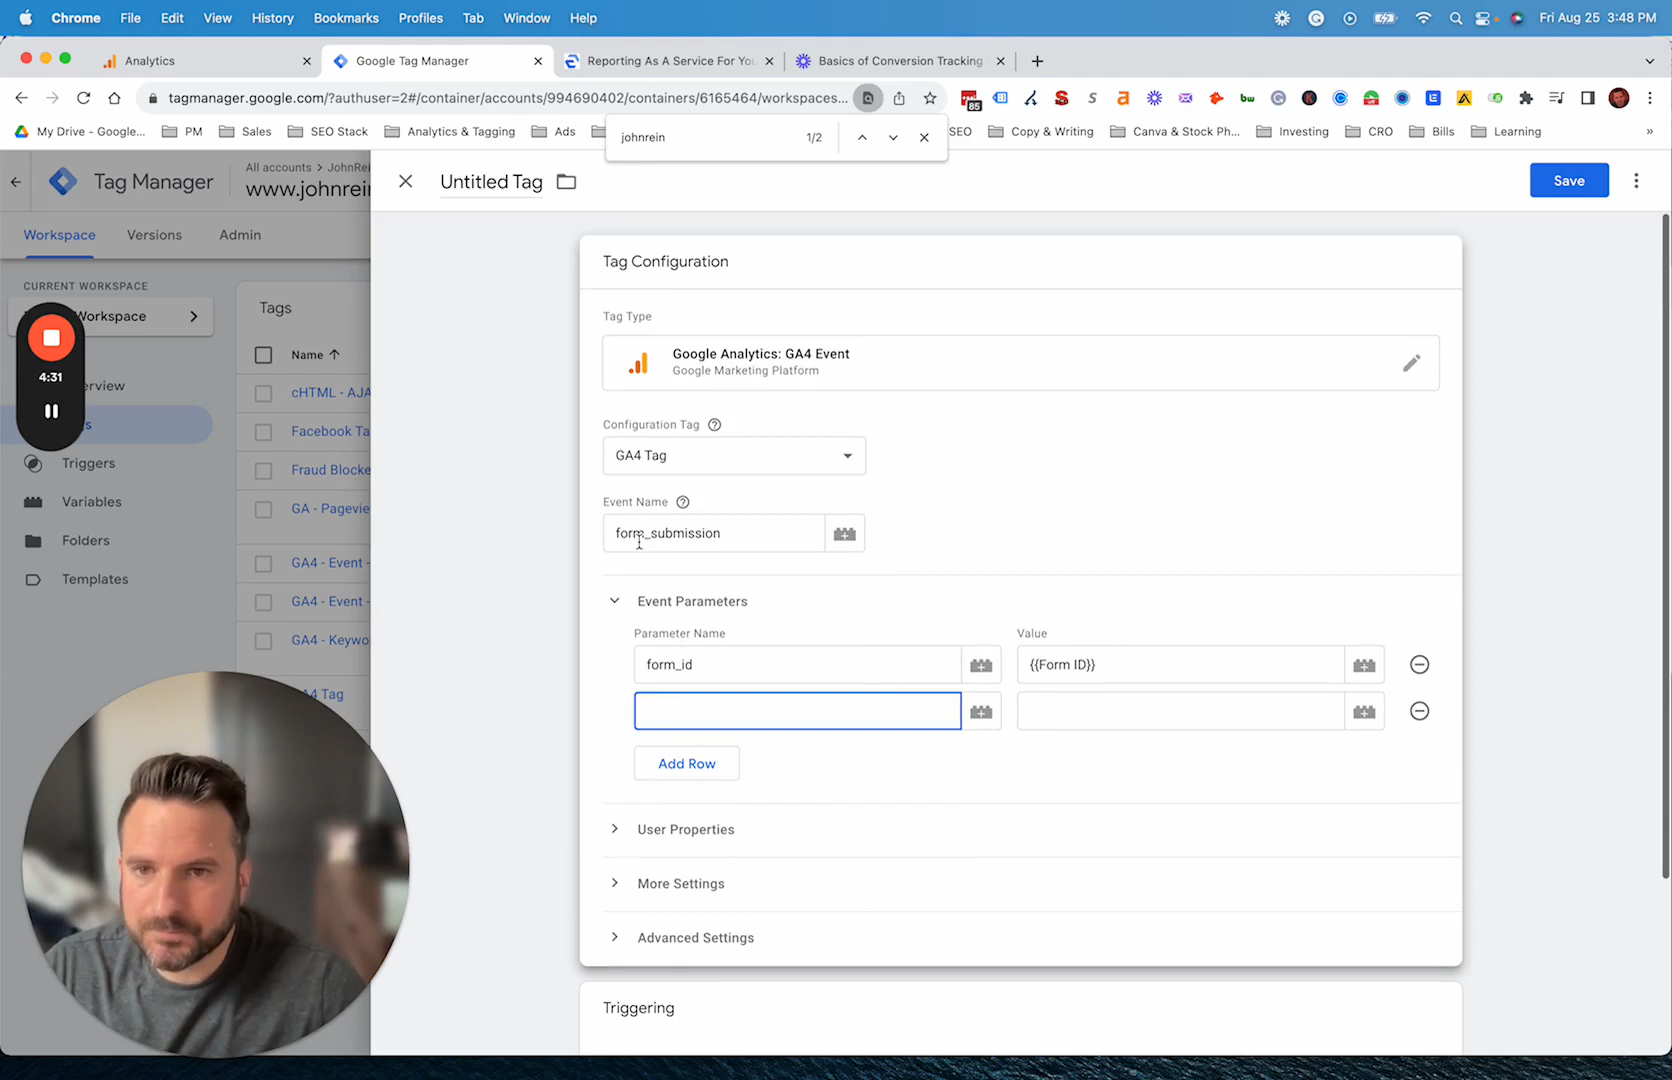 Chrome File Edit View History Bookmarks Profiles Tab Window Help Fri Aug 25 3:48 PM
Analytics Google Tag Manager Reporting As A Service For You Basics of Conversion Tracking
tagmanager.google.com/?authuser=2#/container/accounts/994690402/containers/6165464/workspaces... 85
My Drive - Google... PM Sales SEO Stack Analytics & Tagging Ads SEO Copy & Writing Canva & Stock Ph... Investing CRO Bills Learning »
johnrein 1/2
All accounts > JohnRei
Tag Manager www.johnrein Untitled Tag Save
Workspace Versions Admin
CURRENT WORKSPACE
Workspace
Tags
Name
4:31
erview
s
Triggers
Variables
Folders
Templates
cHTML - AJA
Facebook Ta
Fraud Blocke
GA - Pagevie
GA4 - Event -
GA4 - Event -
GA4 - Keywo
4 Tag
Tag Configuration
Tag Type
Google Analytics: GA4 Event
Google Marketing Platform
Configuration Tag
GA4 Tag
Event Name
form_submission
Event Parameters
Parameter Name Value
form_id {{Form ID}}
Add Row
User Properties
More Settings
Advanced Settings
Triggering